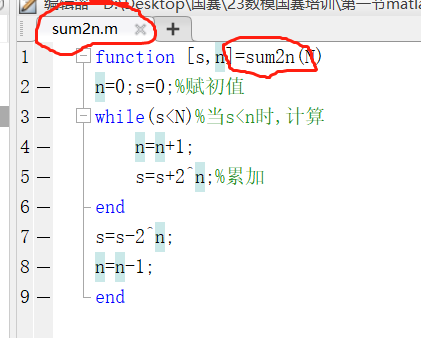 编辑器 - D:\Desktop\国赛\23数模国赛培训\第一节matla
sum2n.m
1 function [s,n]=sum2n(N)
2 — n=0;s=0;%赋初值
3 — while(s<N)%当s<n时,计算
4 — n=n+1;
5 — s=s+2^n;%累加
6 — end
7 — s=s-2^n;
8 — n=n-1;
9 — end